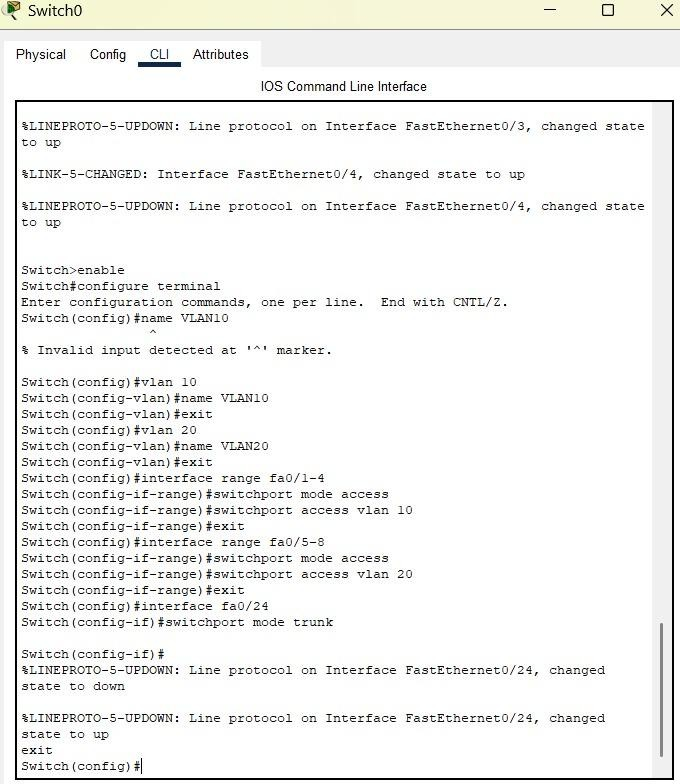 Switch0
Physical Config CLI Attributes
IOS Command Line Interface
%LINEPROTO-5-UPDOWN: Line protocol on Interface FastEthernet0/3, changed state
to up
%LINK-5-CHANGED: Interface FastEthernet0/4, changed state to up
%LINEPROTO-5-UPDOWN: Line protocol on Interface FastEthernet0/4, changed state
to up
Switch>enable
Switch#configure terminal
Enter configuration commands, one per line.  End with CNTL/Z.
Switch(config)#name VLAN10
^
% Invalid input detected at '^' marker.
Switch(config)#vlan 10
Switch(config-vlan)#name VLAN10
Switch(config-vlan)#exit
Switch(config)#vlan 20
Switch(config-vlan)#name VLAN20
Switch(config-vlan)#exit
Switch(config)#interface range fa0/1-4
Switch(config-if-range)#switchport mode access
Switch(config-if-range)#switchport access vlan 10
Switch(config-if-range)#exit
Switch(config)#interface range fa0/5-8
Switch(config-if-range)#switchport mode access
Switch(config-if-range)#switchport access vlan 20
Switch(config-if-range)#exit
Switch(config)#interface fa0/24
Switch(config-if)#switchport mode trunk
Switch(config-if)#
%LINEPROTO-5-UPDOWN: Line protocol on Interface FastEthernet0/24, changed
state to down
%LINEPROTO-5-UPDOWN: Line protocol on Interface FastEthernet0/24, changed
state to up
exit
Switch(config)#